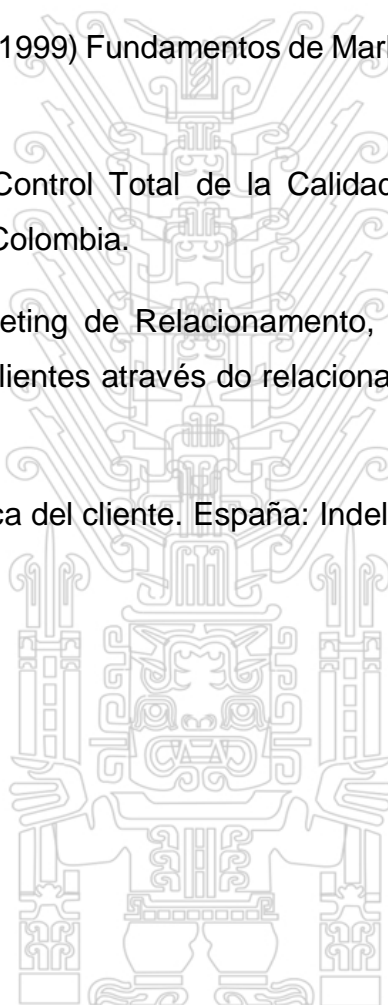 1999) Fundamentos de Mar
Control Total de la Calidad
Colombia.
eting de Relacionamento,
lientes através do relaciona
ca del cliente. España: Indel